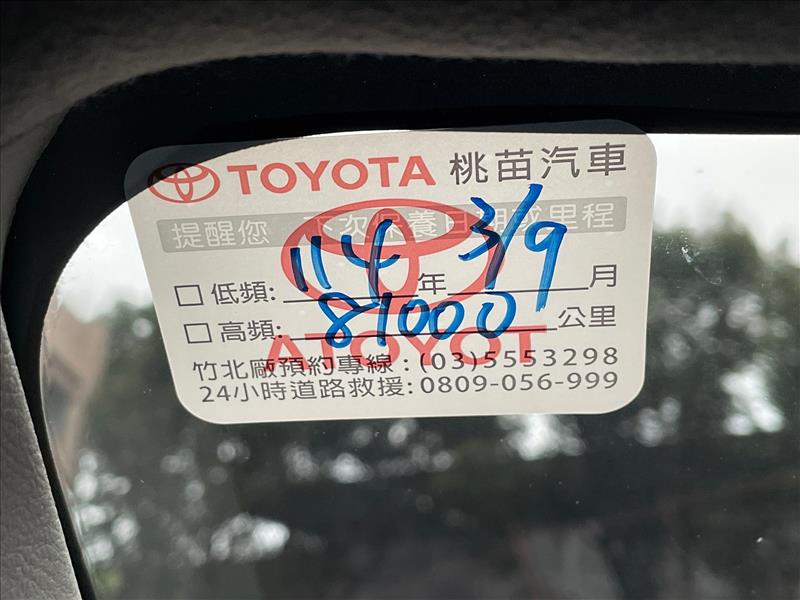 TOYOTA 桃苗汽車
提醒您 下次保養日期或里程
□ 低頻: 114 年 3/9 月
□ 高頻: 81000 公里
竹北廠預約專線:(03)5553298
24小時道路救援:0809-056-999